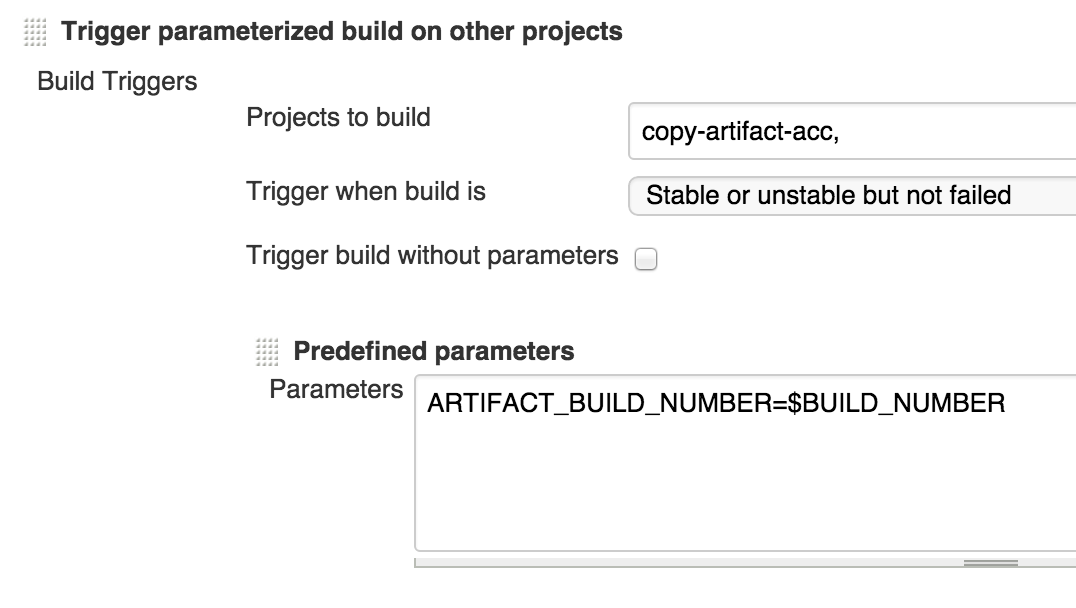 Trigger parameterized build on other projects
Build Triggers
Projects to build
copy-artifact-acc,
Trigger when build is
Stable or unstable but not failed
Trigger build without parameters
Predefined parameters
Parameters
ARTIFACT_BUILD_NUMBER=$BUILD_NUMBER